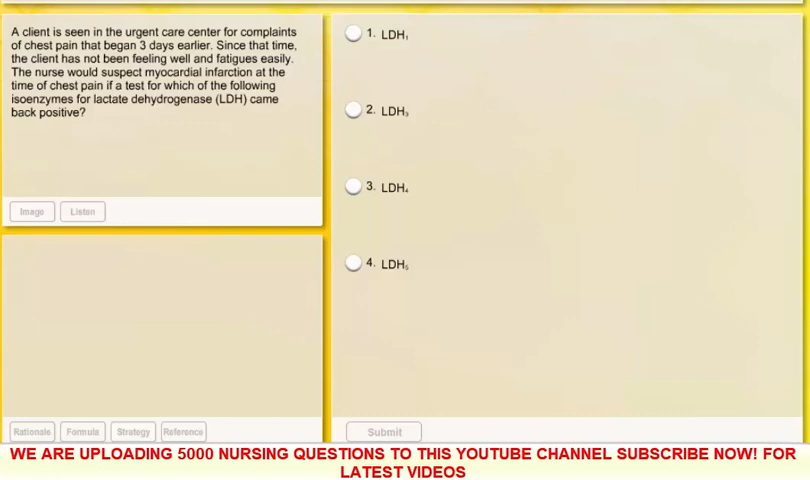 A client is seen in the urgent care center for complaints
of chest pain that began 3 days earlier. Since that time,
the client has not been feeling well and fatigues easily.
The nurse would suspect myocardial infarction at the
time of chest pain if a test for which of the following
isoenzymes for lactate dehydrogenase (LDH) came
back positive?
Image Listen
1. LDH₁
2. LDH₃
3. LDH₄
4. LDH₅
Rationale Formula Strategy Reference
Submit
WE ARE UPLOADING 5000 NURSING QUESTIONS TO THIS YOUTUBE CHANNEL SUBSCRIBE NOW! FOR
LATEST VIDEOS